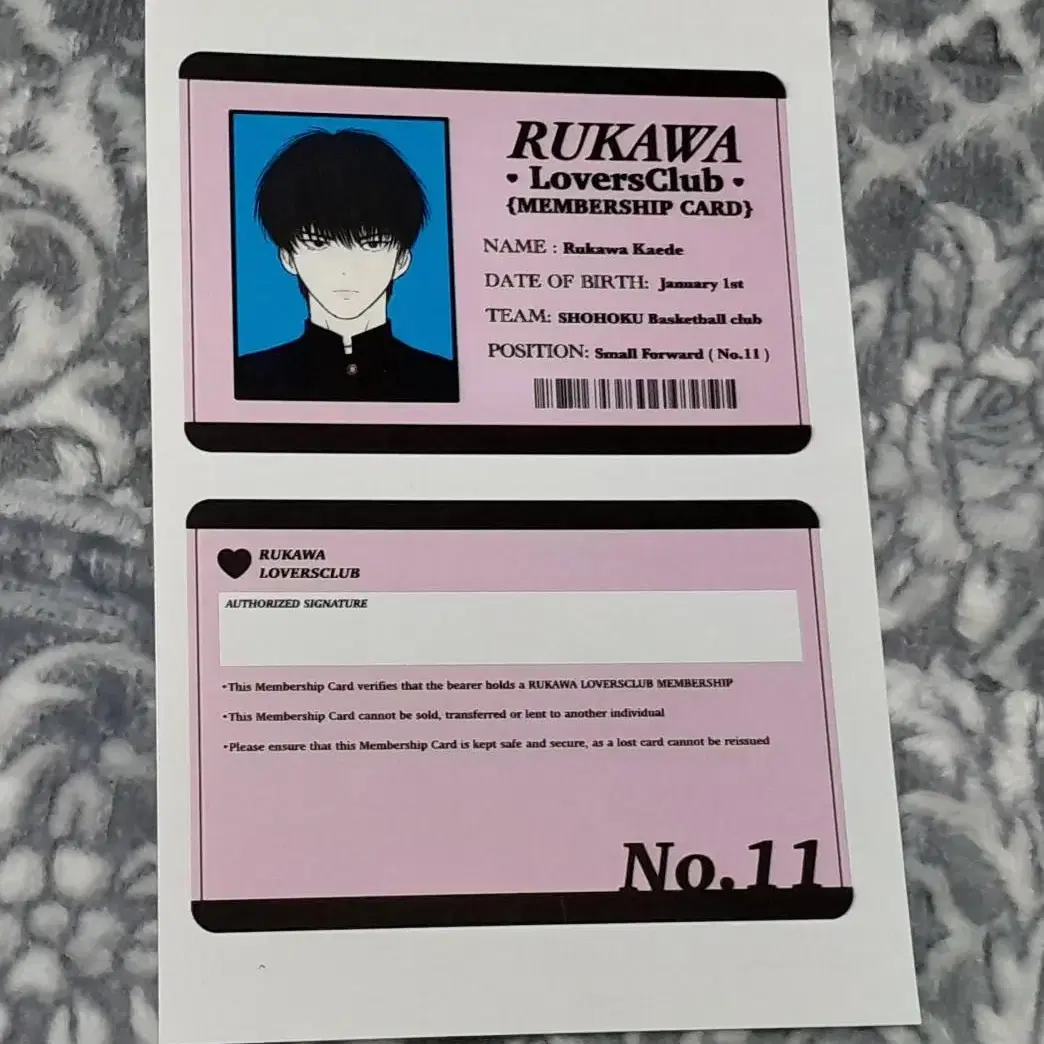 RUKAWA
• LoversClub •
{MEMBERSHIP CARD}
NAME : Rukawa Kaede
DATE OF BIRTH: January 1st
TEAM: SHOHOKU Basketball club
POSITION: Small Forward ( No.11 )
RUKAWA
LOVERSCLUB
AUTHORIZED SIGNATURE
•This Membership Card verifies that the bearer holds a RUKAWA LOVERSCLUB MEMBERSHIP
•This Membership Card cannot be sold, transferred or lent to another individual
•Please ensure that this Membership Card is kept safe and secure, as a lost card cannot be reissued
No.11